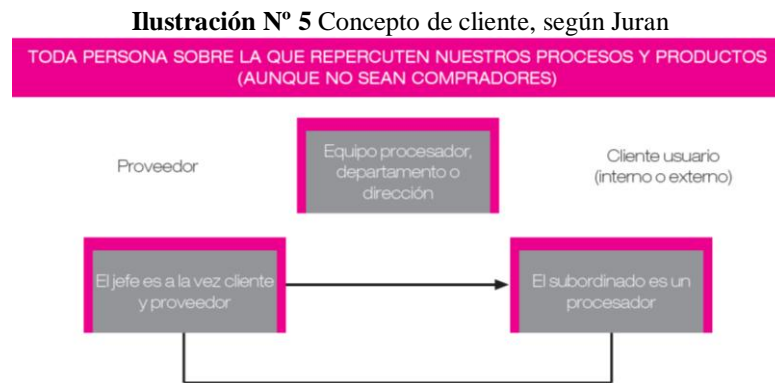 Ilustración Nº 5 Concepto de cliente, según Juran
TODA PERSONA SOBRE LA QUE REPERCUTEN NUESTROS PROCESOS Y PRODUCTOS
(AUNQUE NO SEAN COMPRADORES)
Proveedor
Equipo procesador,
departamento o
dirección
Cliente usuario
(interno o externo)
El jefe es a la vez cliente
y proveedor
El subordinado es un
procesador